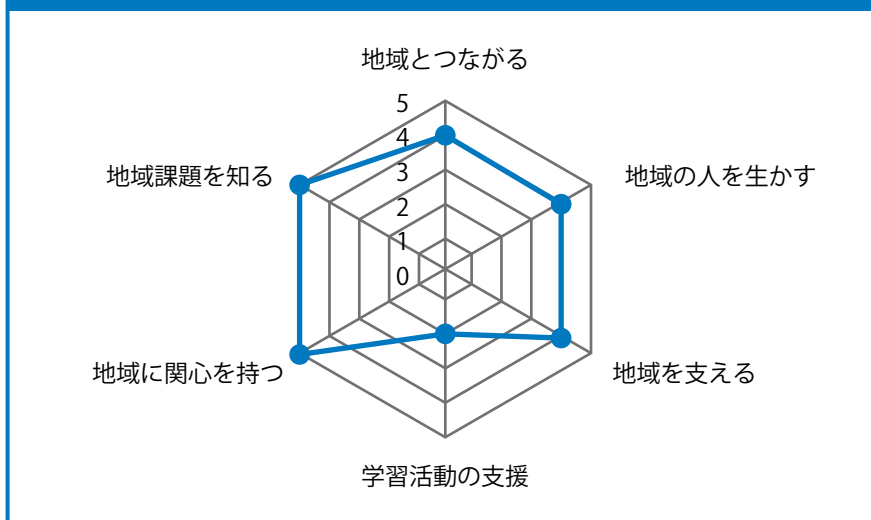 地域とつながる
5
4
3
2
1
0
地域課題を知る
地域の人を生かす
地域に関心を持つ
地域を支える
学習活動の支援